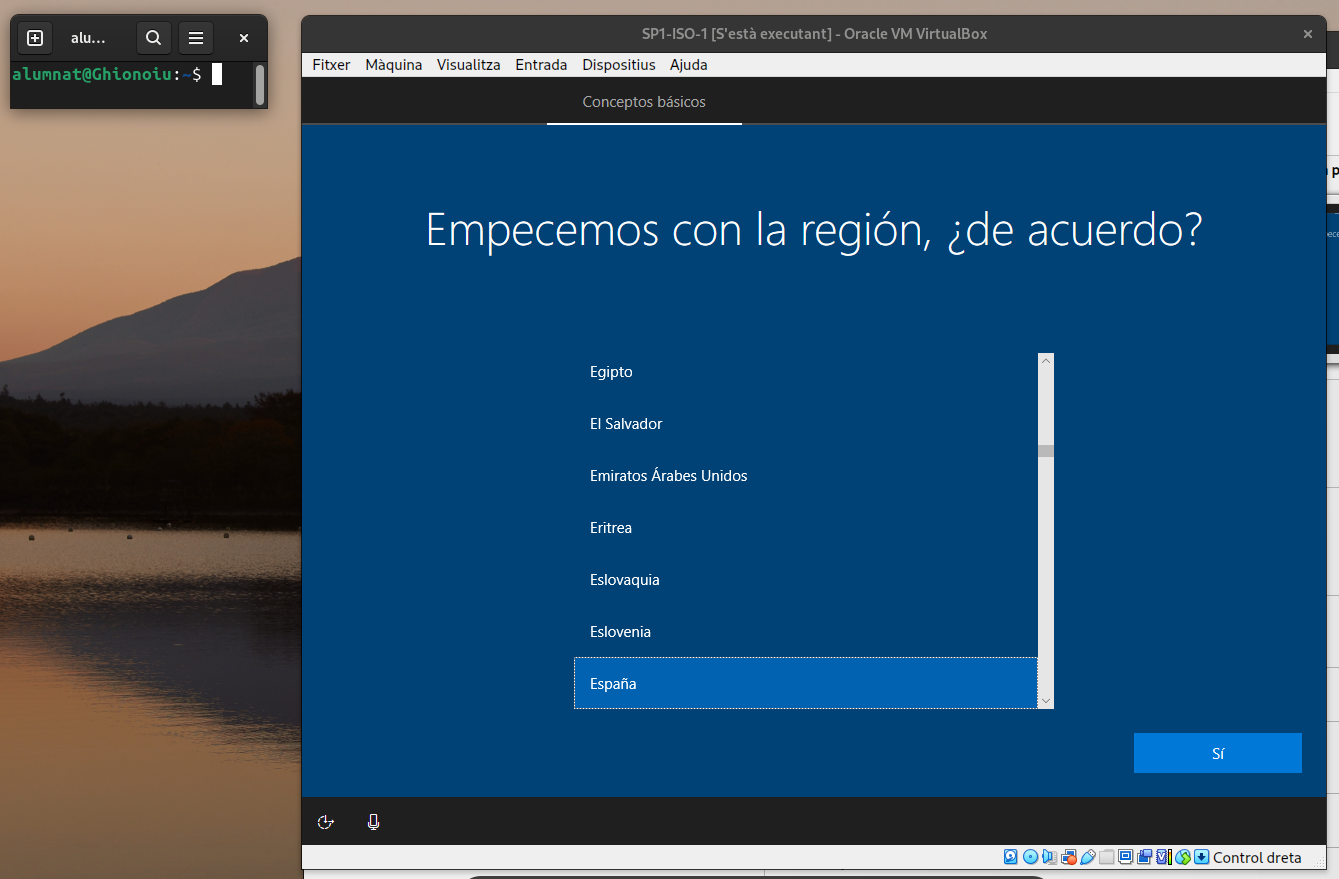 alu...
alumnat@Ghionoiu:~$
SP1-ISO-1 [S'està executant] - Oracle VM VirtualBox
Fitxer Màquina Visualitza Entrada Dispositius Ajuda
Conceptos básicos
Empecemos con la región, ¿de acuerdo?
Egipto
El Salvador
Emiratos Árabes Unidos
Eritrea
Eslovaquia
Eslovenia
España
Sí
Control dreta